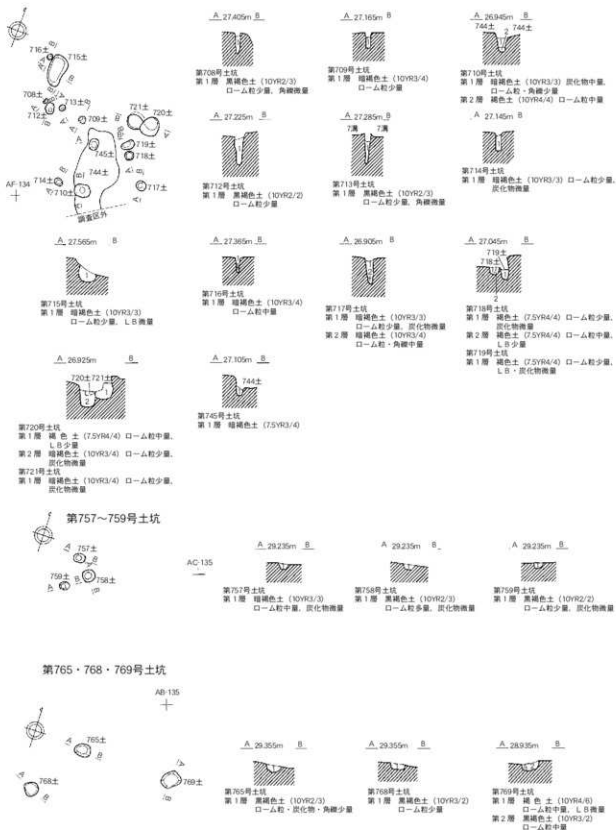 716土
715土
708土
713土
712土
709土
721土
720土
719土
718土
745土
744土
714土
710土
717土
AF-134
調査区外
A 27.405m B
第708号土坑
第1層 黒褐色土(10YR2/3)
ローム粒少量、角礫微量
A 27.165m B
第709号土坑
第1層 暗褐色土(10YR3/4)
ローム粒少量
A 26.945m B
744土 2 744土
第710号土坑
第1層 暗褐色土(10YR3/3) 炭化物中量、
ローム粒・角礫少量
第2層 褐色土(10YR4/4) ローム粒中量
A 27.225m B
第712号土坑
第1層 黒褐色土(10YR2/2)
ローム粒少量
A 27.285m B
7溝 7溝
第713号土坑
第1層 黒褐色土(10YR2/3)
ローム粒少量、角礫微量
A 27.145m B
第714号土坑
第1層 暗褐色土(10YR3/3) ローム粒少量、
炭化物微量
A 27.565m B
1
第715号土坑
第1層 暗褐色土(10YR3/3)
ローム粒少量、LB微量
A 27.365m B
第716号土坑
第1層 暗褐色土(10YR3/4)
ローム粒中量
A 26.905m B
第717号土坑
第1層 暗褐色土(10YR3/3)
ローム粒少量、炭化物微量
第2層 暗褐色土(10YR3/4)
ローム粒・角礫中量
A 27.045m B
719土
718土
2
第718号土坑
第1層 褐色土(7.5YR4/4) ローム粒少量、
炭化物微量
第2層 褐色土(7.5YR4/4) ローム粒中量、
LB少量
第719号土坑
第1層 褐色土(7.5YR4/4) ローム粒少量、
LB・炭化物微量
A 26.925m B
720土 721土
1
2
第720号土坑
第1層 褐色土(7.5YR4/4) ローム粒中量、
LB少量
第2層 暗褐色土(10YR3/4) ローム粒少量、
炭化物微量
第721号土坑
第1層 暗褐色土(10YR3/4) ローム粒少量、
炭化物微量
A 27.105m B
744土
第745号土坑
第1層 暗褐色土(7.5YR3/4)
第757～759号土坑
757土
759土
758土
AC-135
A 29.235m B
第757号土坑
第1層 暗褐色土(10YR3/3)
ローム粒中量、炭化物微量
A 29.235m B
第758号土坑
第1層 黒褐色土(10YR2/3)
ローム粒多量、炭化物微量
A 29.235m B
第759号土坑
第1層 黒褐色土(10YR2/2)
ローム粒少量、炭化物微量
第765・768・769号土坑
AB-135
765土
768土
769土
A 29.355m B
第765号土坑
第1層 黒褐色土(10YR2/3)
ローム粒・炭化物・角礫少量
A 29.355m B
第768号土坑
第1層 黒褐色土(10YR3/2)
ローム粒少量
A 28.935m B
第769号土坑
第1層 褐色土(10YR4/6)
ローム粒中量、LB微量
第2層 黒褐色土(10YR3/2)
ローム粒中量